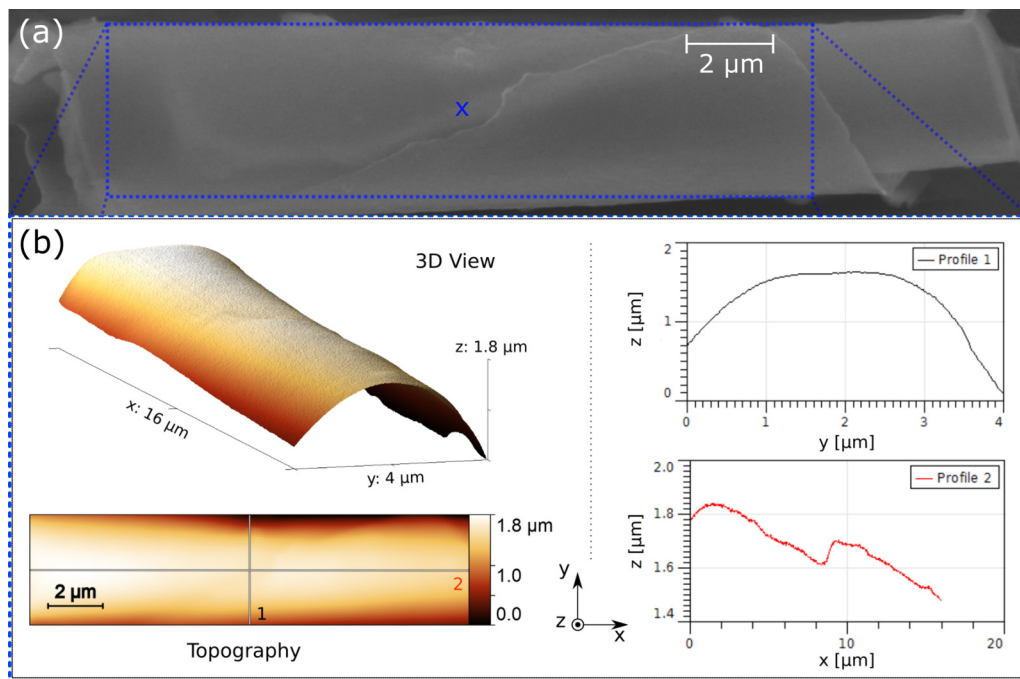 (a)
2 µm
x
(b)
3D View
z: 1.8 µm
x: 16 µm
y: 4 µm
1.8 µm
1.0
0.0
2 µm
1
2
Topography
y
z
x
Profile 1
2
1
0
z [µm]
0 1 2 3 4
y [µm]
Profile 2
2.0
1.8
1.6
1.4
z [µm]
0 10 20
x [µm]